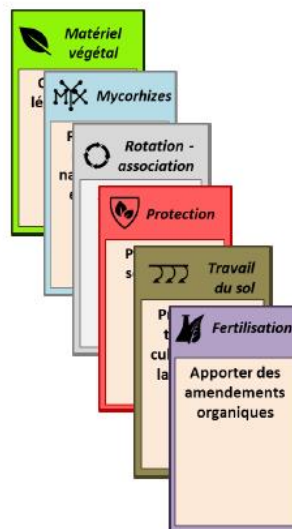 Matériel
végétal
Mycorhizes
Rotation -
association
Protection
Travail
du sol
Fertilisation
Apporter des
amendements
organiques